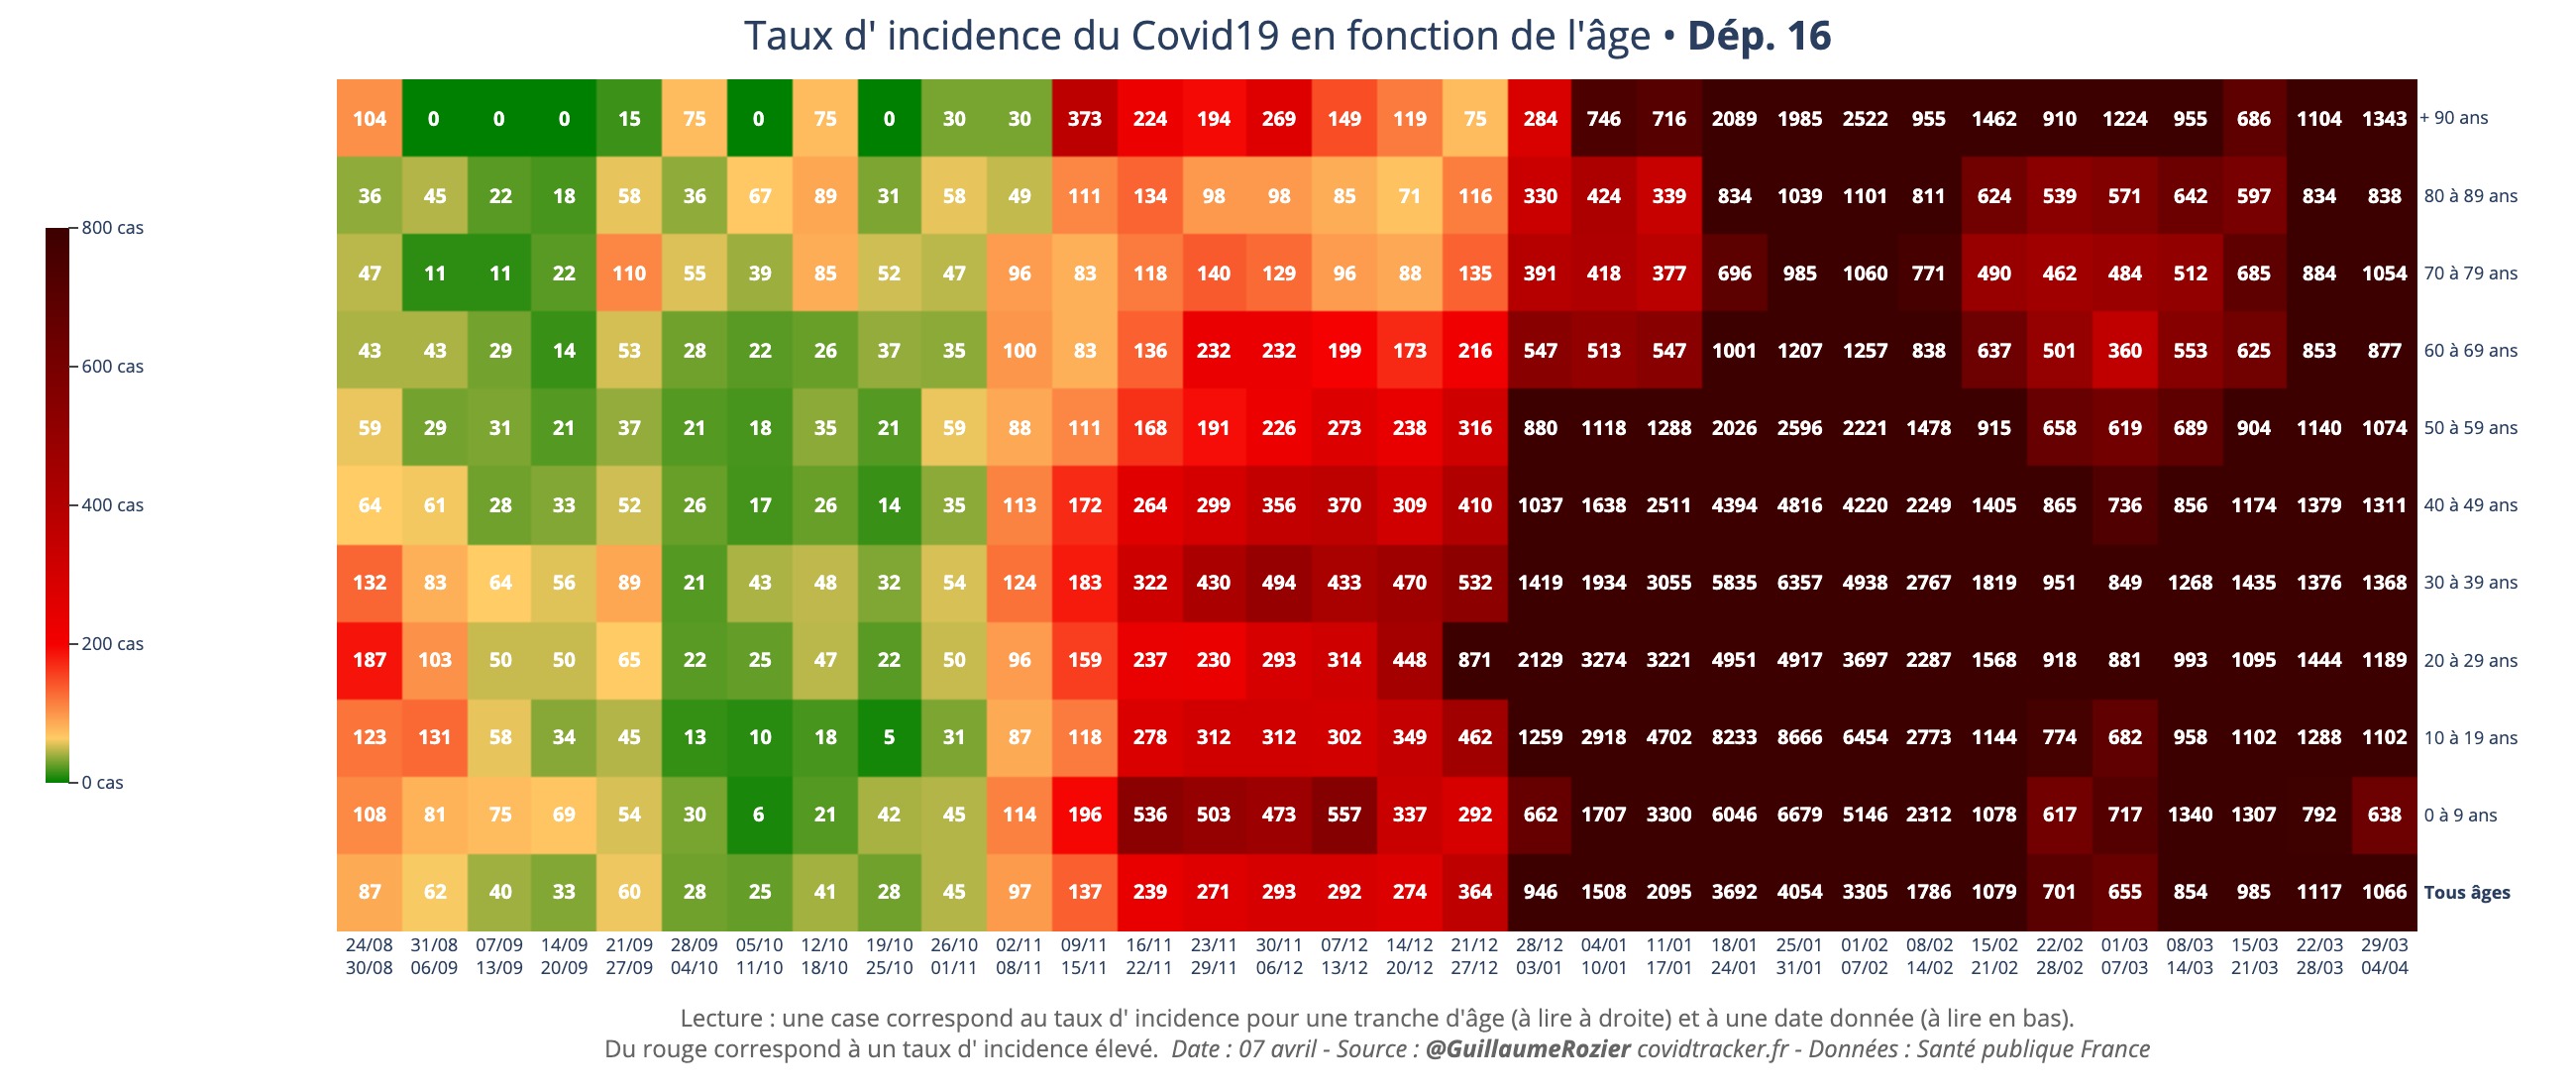 Taux d' incidence du Covid19 en fonction de l'âge • Dép. 16
800 cas
600 cas
400 cas
200 cas
0 cas
104 0 0 0 15 75 0 75 0 30 30 373 224 194 269 149 119 75 284 746 716 2089 1985 2522 955 1462 910 1224 955 686 1104 1343 + 90 ans
36 45 22 18 58 36 67 89 31 58 49 111 134 98 98 85 71 116 330 424 339 834 1039 1101 811 624 539 571 642 597 834 838 80 à 89 ans
47 11 11 22 110 55 39 85 52 47 96 83 118 140 129 96 88 135 391 418 377 696 985 1060 771 490 462 484 512 685 884 1054 70 à 79 ans
43 43 29 14 53 28 22 26 37 35 100 83 136 232 232 199 173 216 547 513 547 1001 1207 1257 838 637 501 360 553 625 853 877 60 à 69 ans
59 29 31 21 37 21 18 35 21 59 88 111 168 191 226 273 238 316 880 1118 1288 2026 2596 2221 1478 915 658 619 689 904 1140 1074 50 à 59 ans
64 61 28 33 52 26 17 26 14 35 113 172 264 299 356 370 309 410 1037 1638 2511 4394 4816 4220 2249 1405 865 736 856 1174 1379 1311 40 à 49 ans
132 83 64 56 89 21 43 48 32 54 124 183 322 430 494 433 470 532 1419 1934 3055 5835 6357 4938 2767 1819 951 849 1268 1435 1376 1368 30 à 39 ans
187 103 50 50 65 22 25 47 22 50 96 159 237 230 293 314 448 871 2129 3274 3221 4951 4917 3697 2287 1568 918 881 993 1095 1444 1189 20 à 29 ans
123 131 58 34 45 13 10 18 5 31 87 118 278 312 312 302 349 462 1259 2918 4702 8233 8666 6454 2773 1144 774 682 958 1102 1288 1102 10 à 19 ans
108 81 75 69 54 30 6 21 42 45 114 196 536 503 473 557 337 292 662 1707 3300 6046 6679 5146 2312 1078 617 717 1340 1307 792 638 0 à 9 ans
87 62 40 33 60 28 25 41 28 45 97 137 239 271 293 292 274 364 946 1508 2095 3692 4054 3305 1786 1079 701 655 854 985 1117 1066 Tous âges
24/08 31/08 07/09 14/09 21/09 28/09 05/10 12/10 19/10 26/10 02/11 09/11 16/11 23/11 30/11 07/12 14/12 21/12 28/12 04/01 11/01 18/01 25/01 01/02 08/02 15/02 22/02 01/03 08/03 15/03 22/03 29/03
30/08 06/09 13/09 20/09 27/09 04/10 11/10 18/10 25/10 01/11 08/11 15/11 22/11 29/11 06/12 13/12 20/12 27/12 03/01 10/01 17/01 24/01 31/01 07/02 14/02 21/02 28/02 07/03 14/03 21/03 28/03 04/04
Lecture : une case correspond au taux d' incidence pour une tranche d'âge (à lire à droite) et à une date donnée (à lire en bas).
Du rouge correspond à un taux d' incidence élevé. Date : 07 avril - Source : @GuillaumeRozier covidtracker.fr - Données : Santé publique France